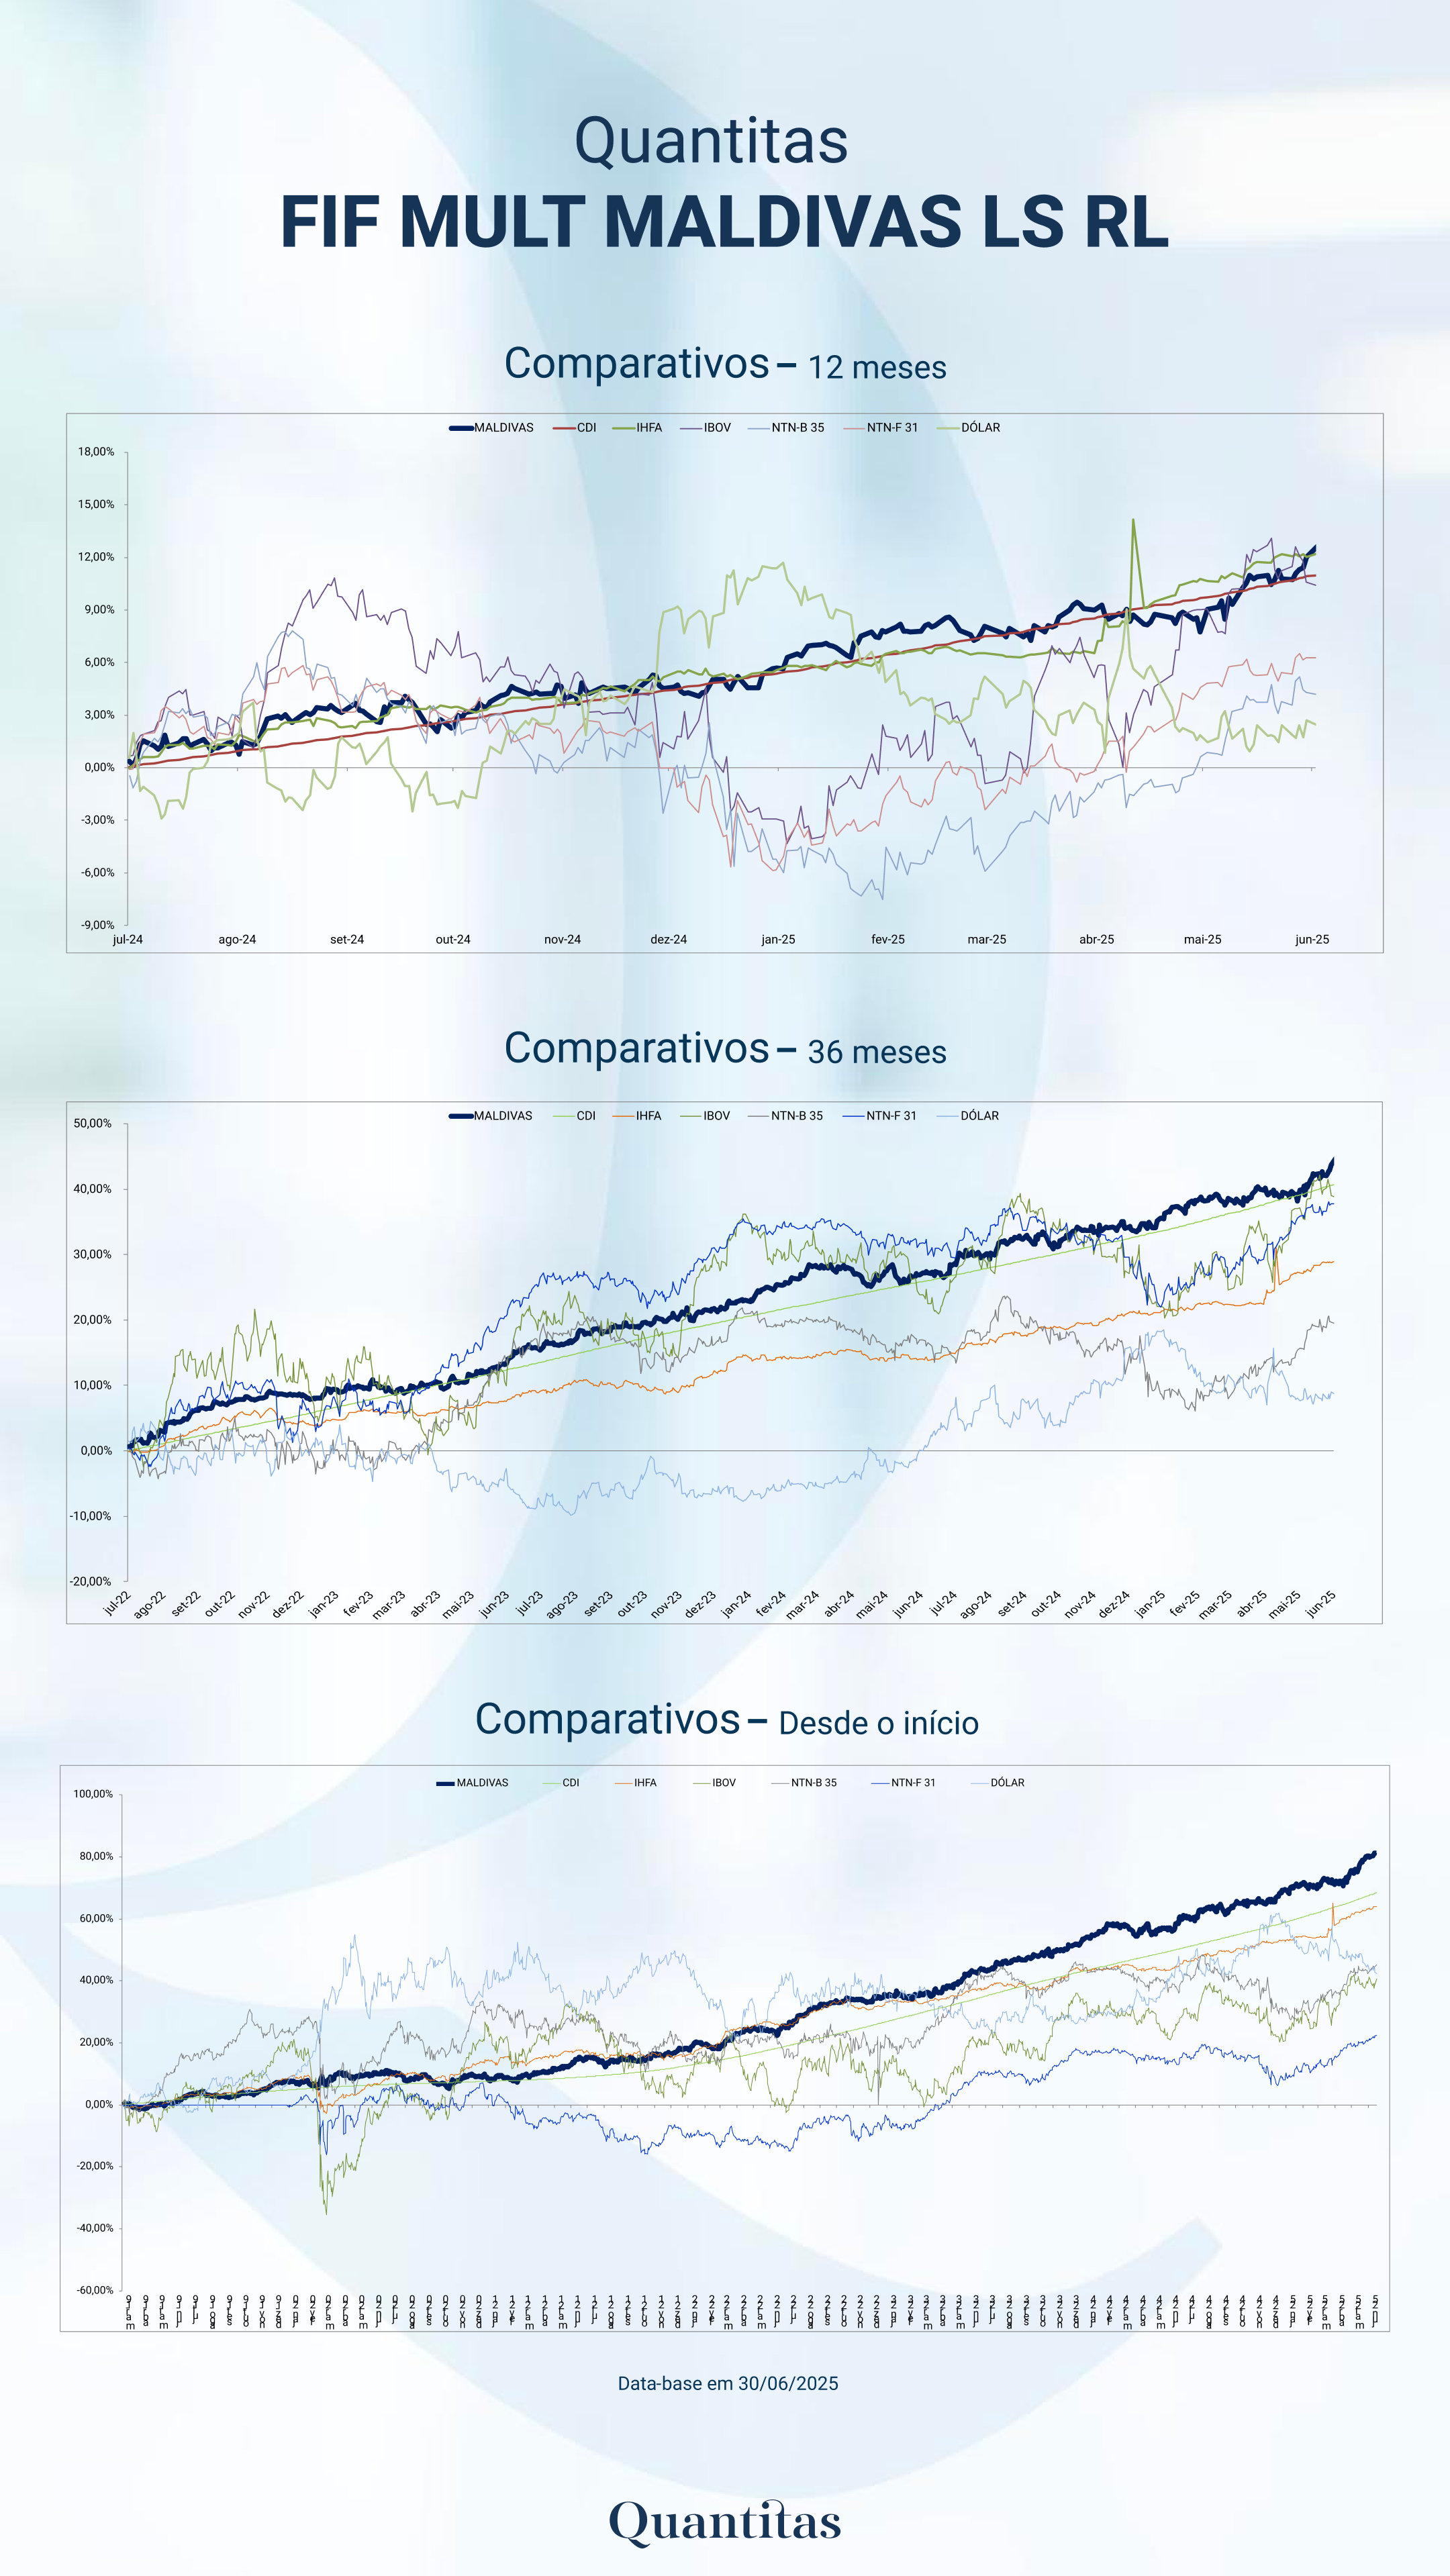 Quantitas
FIF MULT MALDIVAS LS RL
Comparativos – 12 meses
MALDIVAS CDI IHFA IBOV NTN-B 35 NTN-F 31 DÓLAR
18,00%
15,00%
12,00%
9,00%
6,00%
3,00%
0,00%
-3,00%
-6,00%
-9,00%
jul-24 ago-24 set-24 out-24 nov-24 dez-24 jan-25 fev-25 mar-25 abr-25 mai-25 jun-25
Comparativos – 36 meses
MALDIVAS CDI IHFA IBOV NTN-B 35 NTN-F 31 DÓLAR
50,00%
40,00%
30,00%
20,00%
10,00%
0,00%
-10,00%
-20,00%
jul-22 ago-22 set-22 out-22 nov-22 dez-22 jan-23 fev-23 mar-23 abr-23 mai-23 jun-23 jul-23 ago-23 set-23 out-23 nov-23 dez-23 jan-24 fev-24 mar-24 abr-24 mai-24 jun-24 jul-24 ago-24 set-24 out-24 nov-24 dez-24 jan-25 fev-25 mar-25 abr-25 mai-25 jun-25
Comparativos – Desde o início
MALDIVAS CDI IHFA IBOV NTN-B 35 NTN-F 31 DÓLAR
100,00%
80,00%
60,00%
40,00%
20,00%
0,00%
-20,00%
-40,00%
-60,00%
Data-base em 30/06/2025
Quantitas